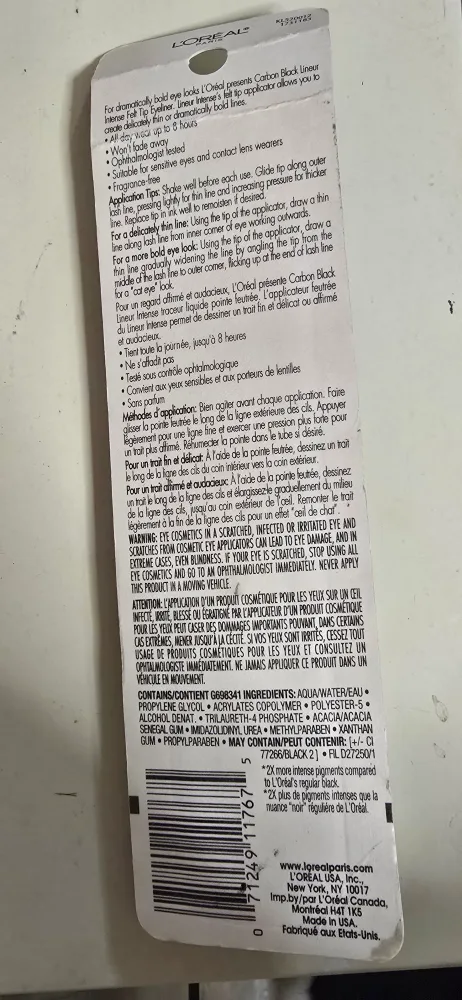 L'ORÉAL®
PARIS
For dramatically bold eye looks L'Oréal presents Carbon Black Lineur
Intense Felt Tip Eyeliner. Lineur Intense's felt tip applicator allows you to
create delicately thin or dramatically bold lines.
• All day wear up to 8 hours
• Won't fade away
• Ophthalmologist tested
• Suitable for sensitive eyes and contact lens wearers
• Fragrance-free
Application Tips: Shake well before each use. Glide tip along outer
lash line, pressing lightly for thin line and increasing pressure for thicker
line. Replace tip in ink well to remoisten if desired.
For a delicately thin line: Using the tip of the applicator, draw a thin
line along lash line from inner corner of eye working outwards.
For a more bold eye look: Using the tip of the applicator, draw a
thin line gradually widening the line by angling the tip from the
middle of the lash line to outer corner, flicking up at the end of lash line
for a "cat eye" look.
Pour un regard affirmé et audacieux, L'Oréal présente Carbon Black
Lineur Intense traceur liquide pointe feutrée. L'applicateur feutrée
du Lineur Intense permet de dessiner un trait fin et délicat ou affirmé
et audacieux.
• Tient toute la journée, jusqu'à 8 heures
• Ne s'affadit pas
• Testé sous contrôle ophtalmologique
• Convient aux yeux sensibles et aux porteurs de lentilles
• Sans parfum
Méthodes d'application: Bien agiter avant chaque application. Faire
glisser la pointe feutrée le long de la ligne extérieure des cils. Appuyer
légèrement pour une ligne fine et exercer une pression plus forte pour
un trait plus affirmé. Réhumecter la pointe dans le tube si désiré.
Pour un trait fin et délicat: À l'aide de la pointe feutrée, dessinez un trait
le long de la ligne des cils du coin intérieur vers la coin extérieur.
Pour un trait affirmé et audacieux: À l'aide de la pointe feutrée, dessinez
un trait le long de la ligne des cils et élargissez-le graduellement du milieu
de la ligne des cils, jusqu'au coin extérieur de l'œil. Remonter le trait
légèrement à la fin de la ligne des cils pour un effet "œil de chat".
WARNING: EYE COSMETICS IN A SCRATCHED, INFECTED OR IRRITATED EYE AND
SCRATCHES FROM COSMETIC EYE APPLICATORS CAN LEAD TO EYE DAMAGE, AND IN
EXTREME CASES, EVEN BLINDNESS. IF YOUR EYE IS SCRATCHED, STOP USING ALL
EYE COSMETICS AND GO TO AN OPHTHALMOLOGIST IMMEDIATELY. NEVER APPLY
THIS PRODUCT IN A MOVING VEHICLE.
ATTENTION: L'APPLICATION D'UN PRODUIT COSMÉTIQUE POUR LES YEUX SUR UN ŒIL
INFECTÉ, IRRITÉ, BLESSÉ OU ÉGRATIGNÉ PAR L'APPLICATEUR D'UN PRODUIT COSMÉTIQUE
POUR LES YEUX PEUT CASER DES DOMMAGES IMPORTANTS POUVANT, DANS CERTAINS
CAS EXTRÊMES, MENER JUSQU'À LA CÉCITÉ. SI VOS YEUX SONT IRRITÉS, CESSEZ TOUT
USAGE DE PRODUITS COSMÉTIQUES POUR LES YEUX ET CONSULTEZ UN
OPHTALMOLOGISTE IMMÉDIATEMENT. NE JAMAIS APPLIQUER CE PRODUIT DANS UN
VÉHICULE EN MOUVEMENT.
CONTAINS/CONTIENT G698341 INGREDIENTS: AQUA/WATER/EAU •
PROPYLENE GLYCOL • ACRYLATES COPOLYMER • POLYESTER-5 •
ALCOHOL DENAT. • TRILAURETH-4 PHOSPHATE • ACACIA/ACACIA
SENEGAL GUM • IMIDAZOLIDINYL UREA • METHYLPARABEN • XANTHAN
GUM • PROPYLPARABEN • MAY CONTAIN/PEUT CONTENIR: [+/- CI
77266/BLACK 2] • FIL D27250/1
*2X more intense pigments compared
to L'Oréal's regular black.
*2X plus de pigments intenses que la
nuance "noir" régulière de L'Oréal.
0 71249 11767 5
www.lorealparis.com
L'ORÉAL USA, Inc.,
New York, NY 10017
Imp.by/par L'Oréal Canada,
Montréal H4T 1K5
Made in USA.
Fabriqué aux Etats-Unis.